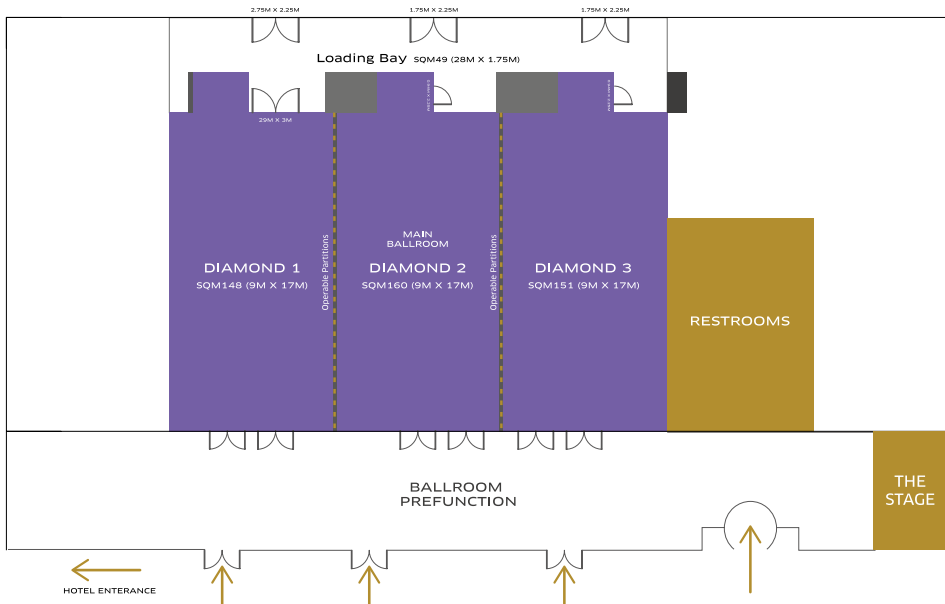 2.75M X 2.25M
1.75M X 2.25M
1.75M X 2.25M
Loading Bay SQM49 (28M X 1.75M)
29M X 3M
MAIN
BALLROOM
DIAMOND 1
SQM148 (9M X 17M)
Operable Partitions
DIAMOND 2
SQM160 (9M X 17M)
Operable Partitions
DIAMOND 3
SQM151 (9M X 17M)
RESTROOMS
BALLROOM
PREFUNCTION
THE
STAGE
HOTEL ENTERANCE